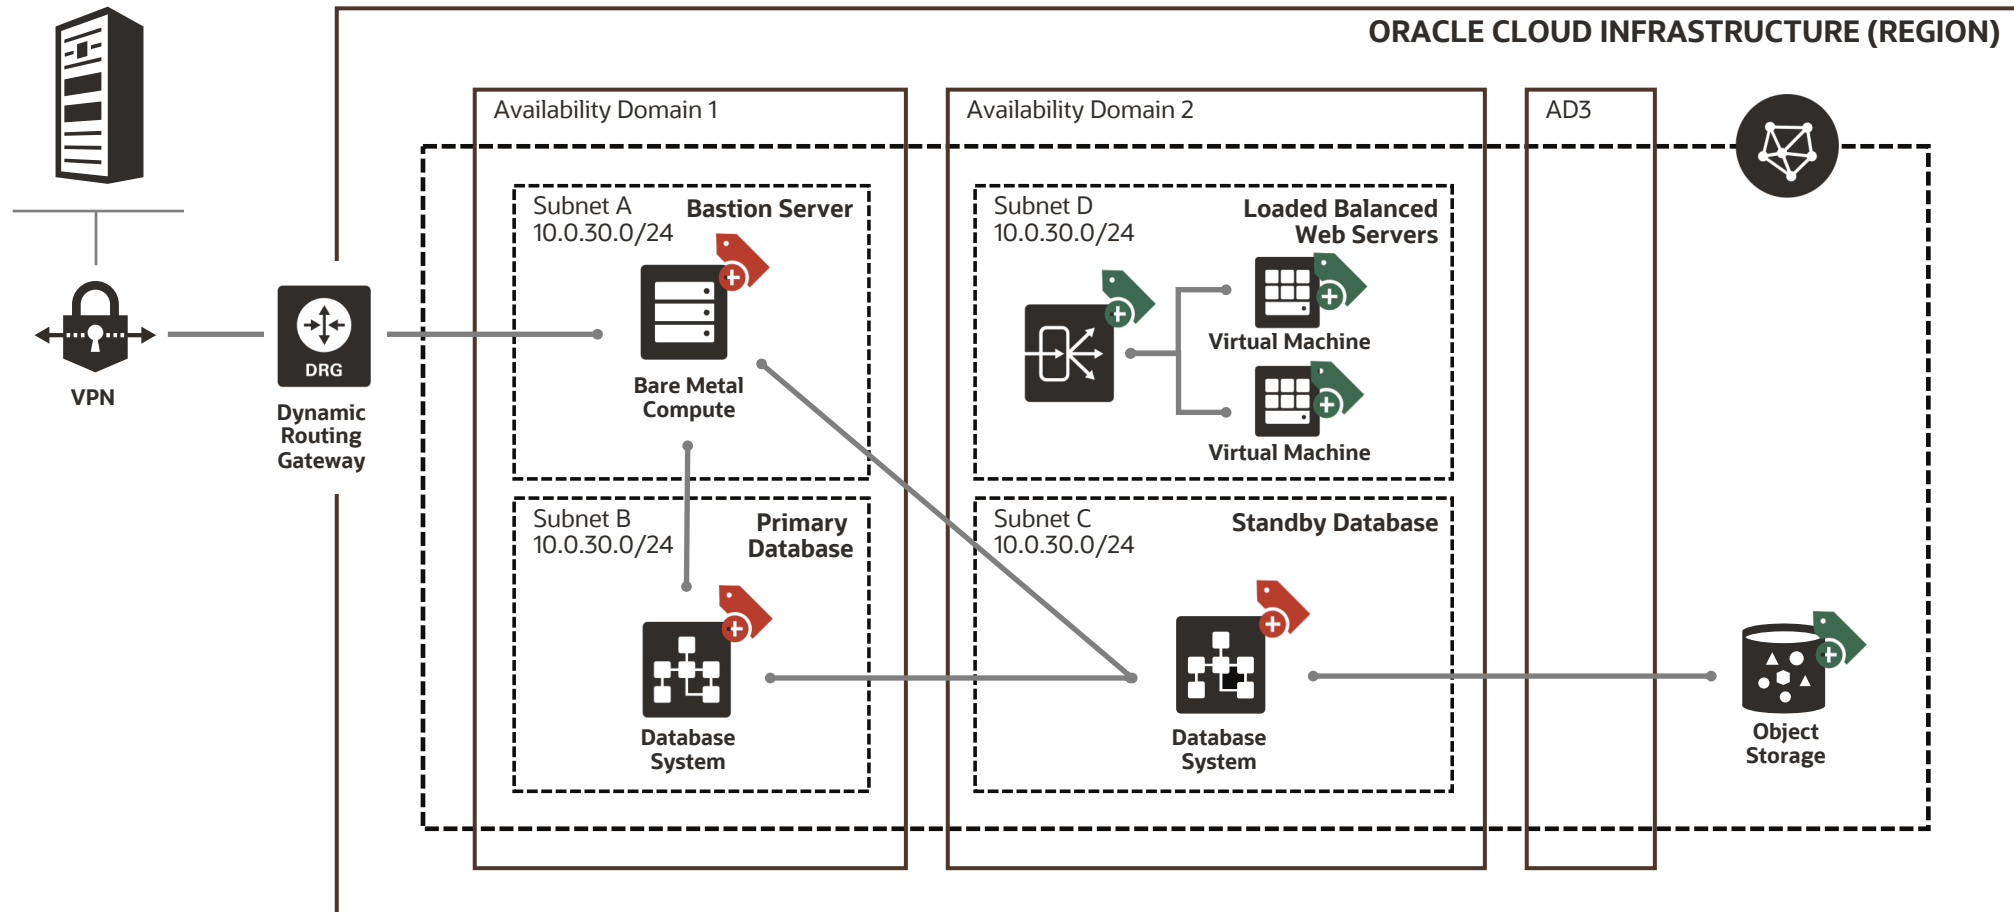 ORACLE CLOUD INFRASTRUCTURE (REGION)
Availability Domain 1
Availability Domain 2
AD3
Subnet A
10.0.30.0/24
Bastion Server
Bare Metal
Compute
Subnet D
10.0.30.0/24
Loaded Balanced
Web Servers
Virtual Machine
Virtual Machine
VPN
DRG
Dynamic
Routing
Gateway
Subnet B
10.0.30.0/24
Primary
Database
Database
System
Subnet C
10.0.30.0/24
Standby Database
Database
System
Object
Storage